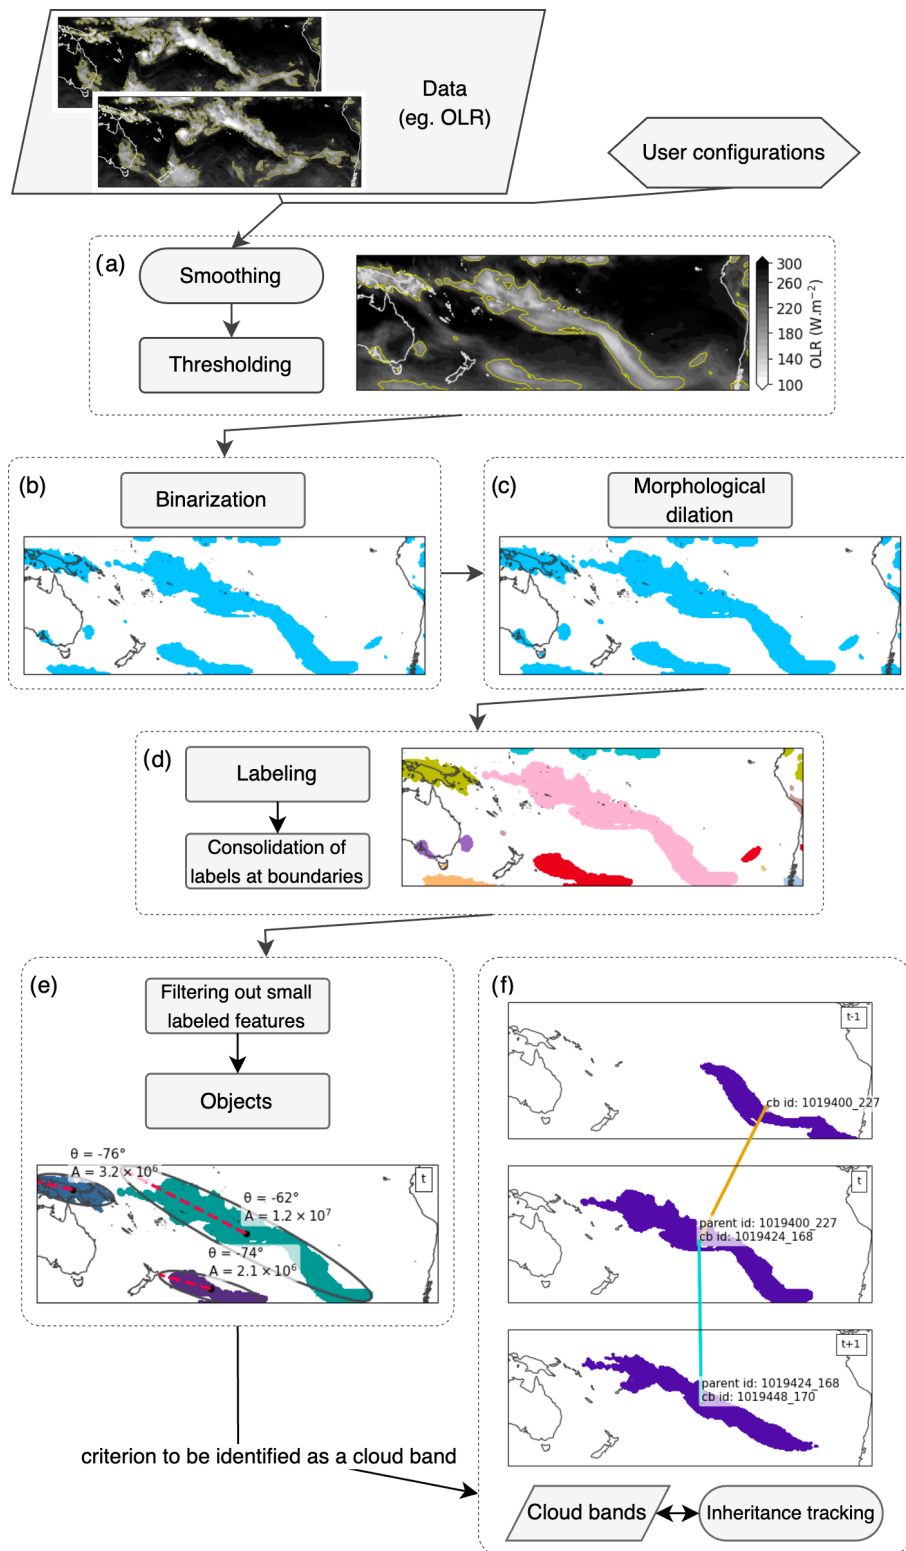 Data
(eg. OLR)
User configurations
(a)
Smoothing
Thresholding
300
260
220
180
140
100
OLR (W.m⁻²)
(b)
Binarization
(c)
Morphological
dilation
(d)
Labeling
Consolidation of
labels at boundaries
(e)
Filtering out small
labeled features
Objects
t
θ = -76°
A = 3.2 × 10⁶
θ = -62°
A = 1.2 × 10⁷
θ = -74°
A = 2.1 × 10⁶
criterion to be identified as a cloud band
(f)
t-1
cb id: 1019400_227
t
parent id: 1019400_227
cb id: 1019424_168
t+1
parent id: 1019424_168
cb id: 1019448_170
Cloud bands
Inheritance tracking